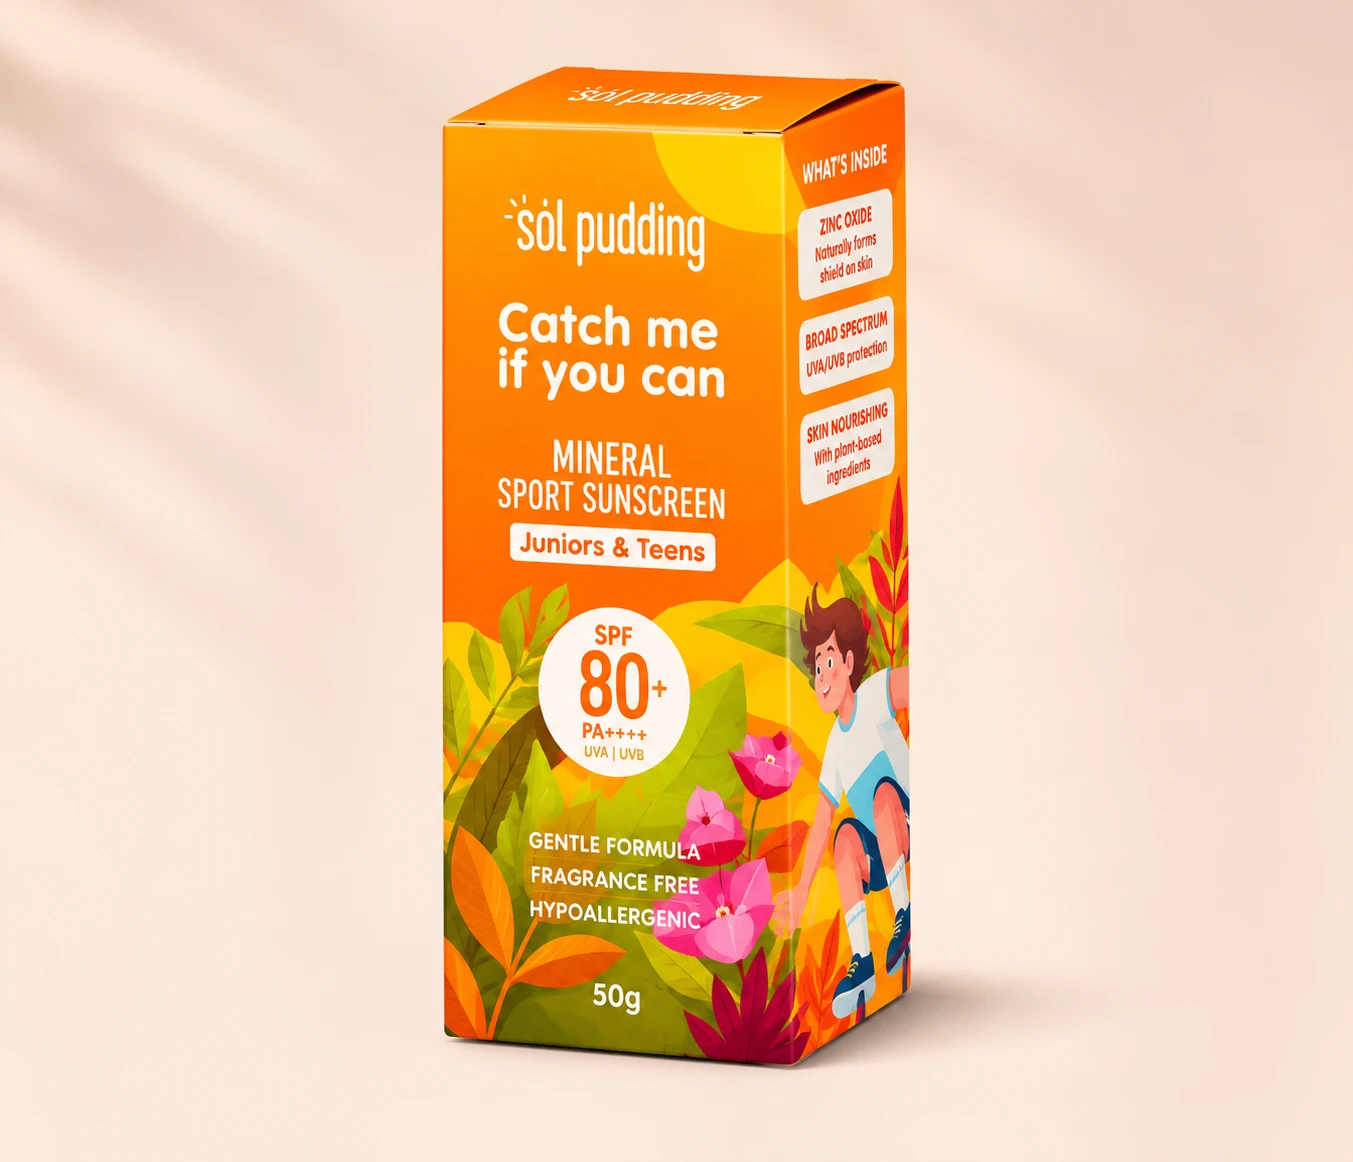 sol pudding
sol pudding
Catch me
if you can
MINERAL
SPORT SUNSCREEN
Juniors & Teens
SPF
80+
PA++++
UVA | UVB
GENTLE FORMULA
FRAGRANCE FREE
HYPOALLERGENIC
50g
WHAT'S INSIDE
ZINC OXIDE
Naturally forms
shield on skin
BROAD SPECTRUM
UVA/UVB protection
SKIN NOURISHING
With plant-based
ingredients